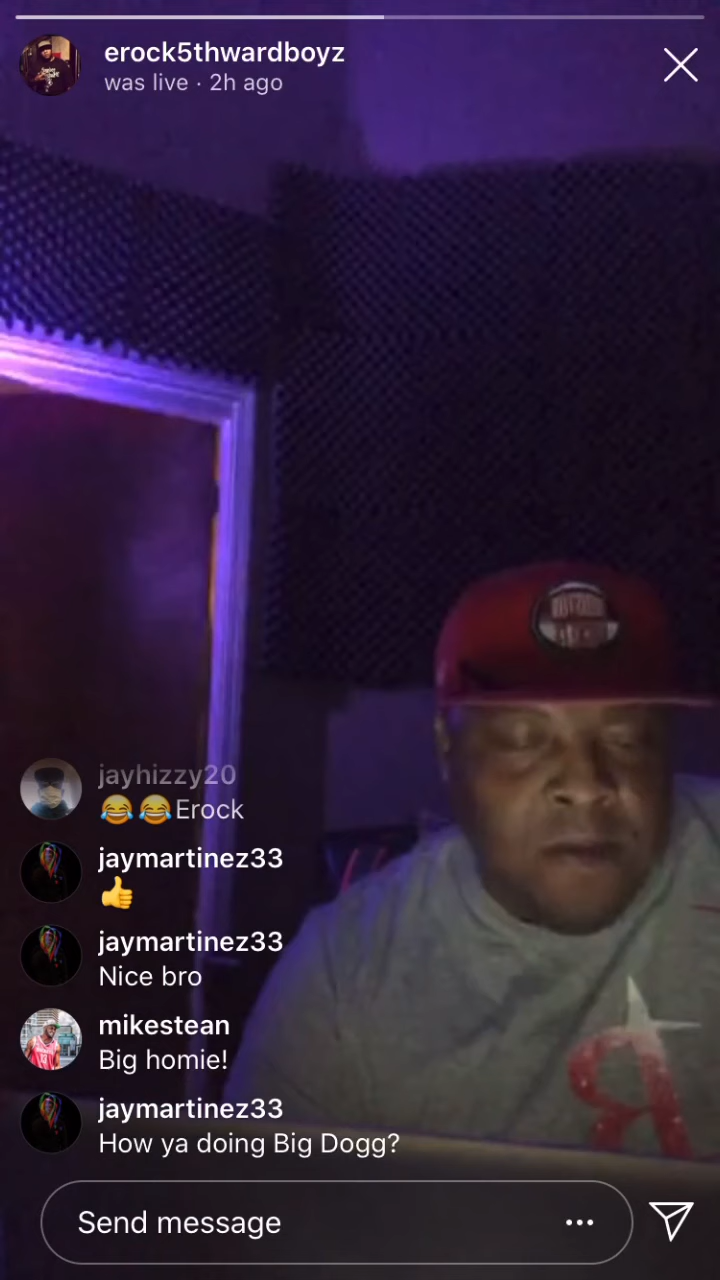 erock5thwardboyz
was live · 2h ago
jayhizzy20
😂😂Erock
jaymartinez33
👍
jaymartinez33
Nice bro
mikestean
Big homie!
jaymartinez33
How ya doing Big Dogg?
Send message